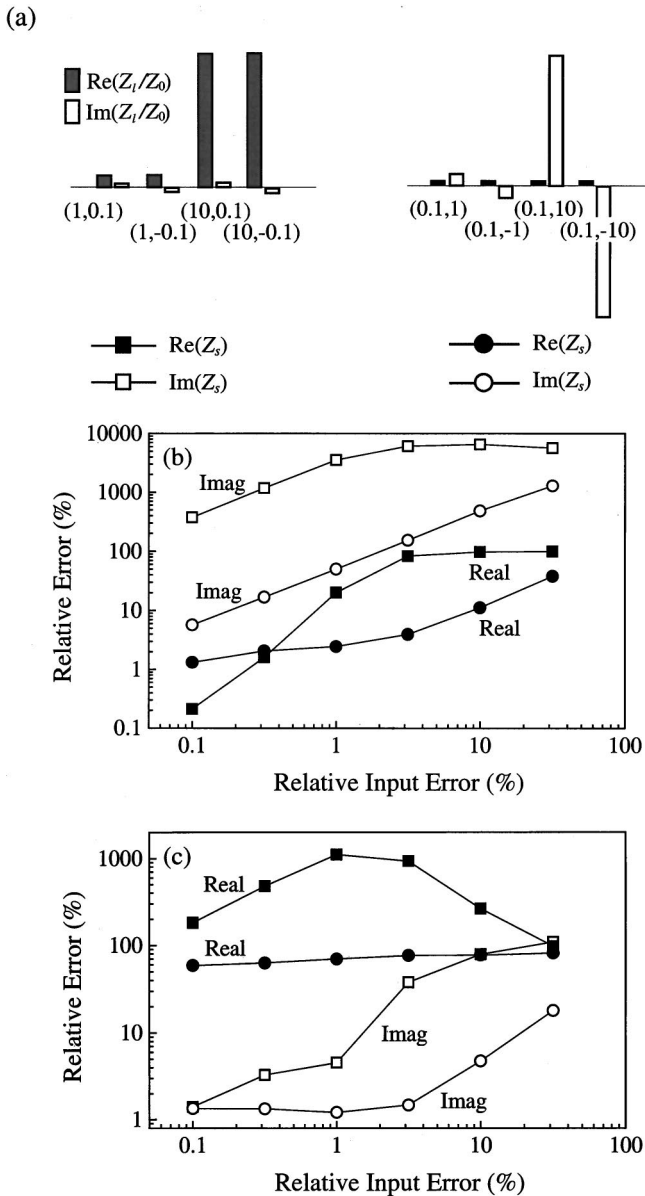 (a)
Re(Zl/Z0)
Im(Zl/Z0)
(1,0.1)
(1,-0.1)
(10,0.1)
(10,-0.1)
(0.1,1)
(0.1,-1)
(0.1,10)
(0.1,-10)
Re(Zs)
Im(Zs)
Re(Zs)
Im(Zs)
(b)
Relative Error (%)
10000
1000
100
10
1
0.1
Imag
Imag
Real
Real
0.1
1
10
100
Relative Input Error (%)
(c)
Relative Error (%)
1000
100
10
1
Real
Real
Imag
Imag
0.1
1
10
100
Relative Input Error (%)